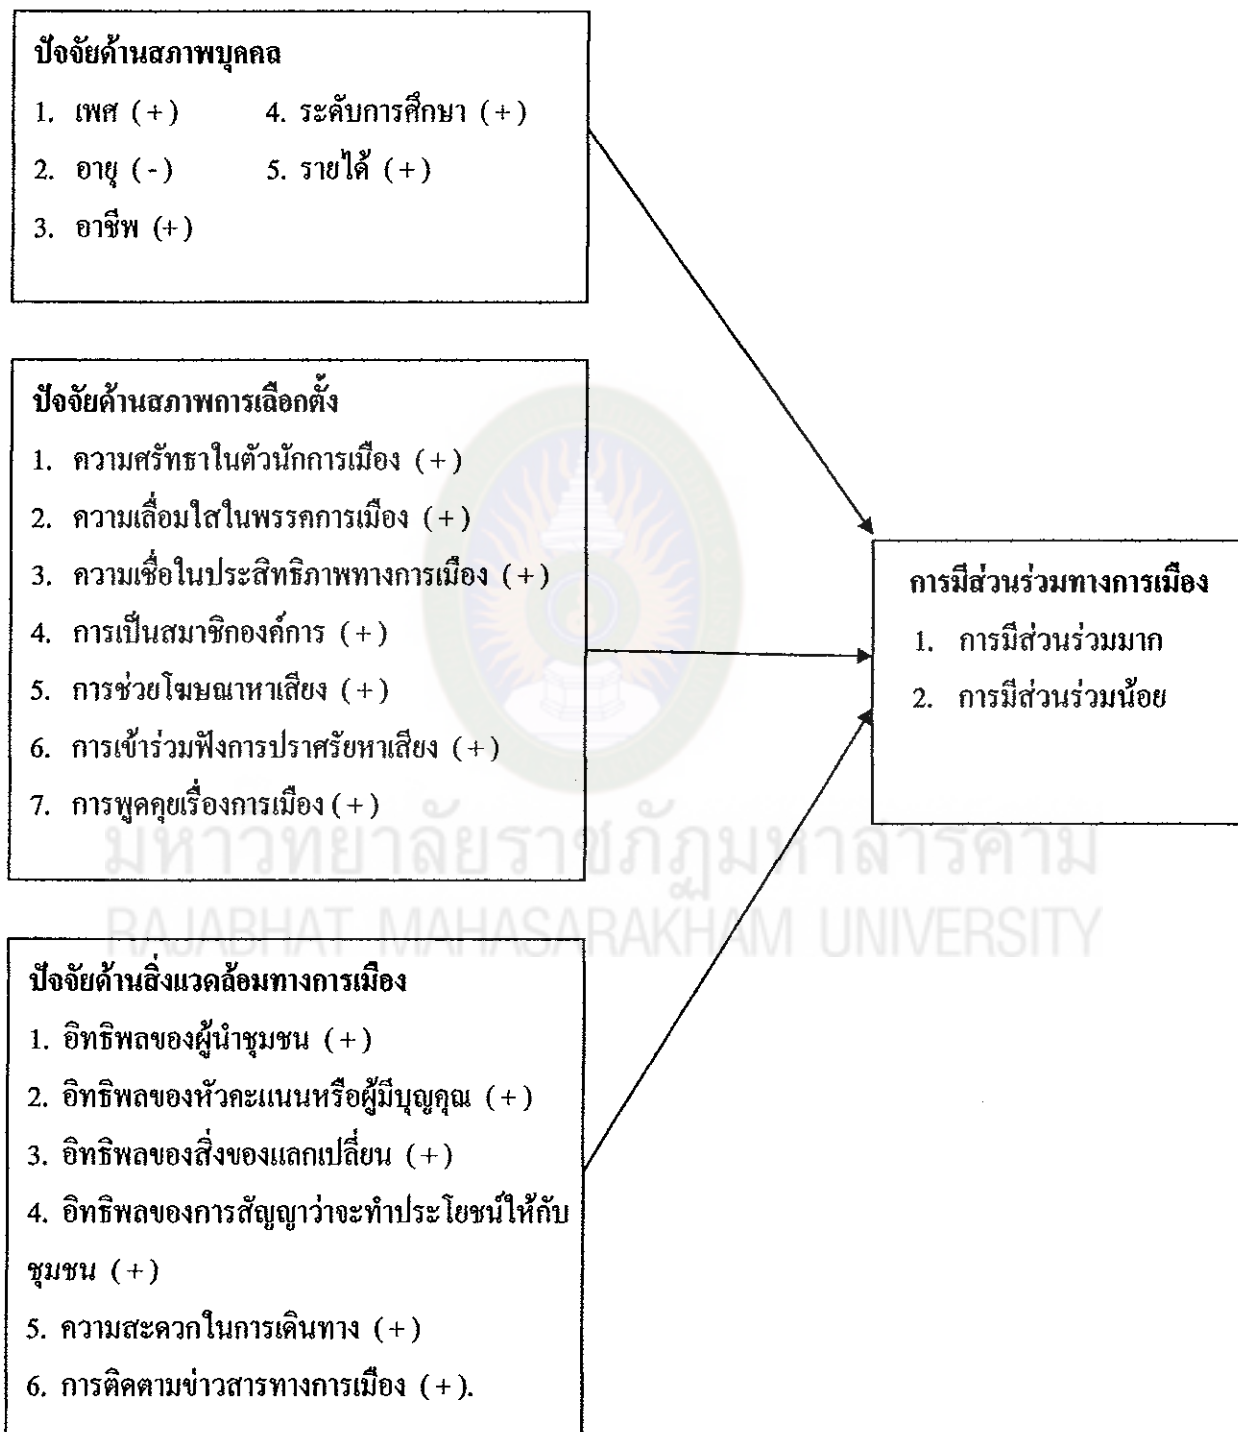 ปัจจัยด้านสภาพบุคคล
1. เพศ (+) 4. ระดับการศึกษา (+)
2. อายุ (-) 5. รายได้ (+)
3. อาชีพ (+)
ปัจจัยด้านสภาพการเลือกตั้ง
1. ความศรัทธาในตัวนักการเมือง (+)
2. ความเลื่อมใสในพรรคการเมือง (+)
3. ความเชื่อในประสิทธิภาพทางการเมือง (+)
4. การเป็นสมาชิกองค์การ (+)
5. การช่วยโฆษณาหาเสียง (+)
6. การเข้าร่วมฟังการปราศรัยหาเสียง (+)
7. การพูดคุยเรื่องการเมือง (+)
การมีส่วนร่วมทางการเมือง
1. การมีส่วนร่วมมาก
2. การมีส่วนร่วมน้อย
มหาวิทยาลัยราชภัฏมหาสารคาม
RAJABHAT MAHASARAKHAM UNIVERSITY
ปัจจัยด้านสิ่งแวดล้อมทางการเมือง
1. อิทธิพลของผู้นำชุมชน (+)
2. อิทธิพลของหัวคะแนนหรือผู้มีบุญคุณ (+)
3. อิทธิพลของสิ่งของแลกเปลี่ยน (+)
4. อิทธิพลของการสัญญาว่าจะทำประโยชน์ให้กับ
ชุมชน (+)
5. ความสะดวกในการเดินทาง (+)
6. การติดตามข่าวสารทางการเมือง (+).